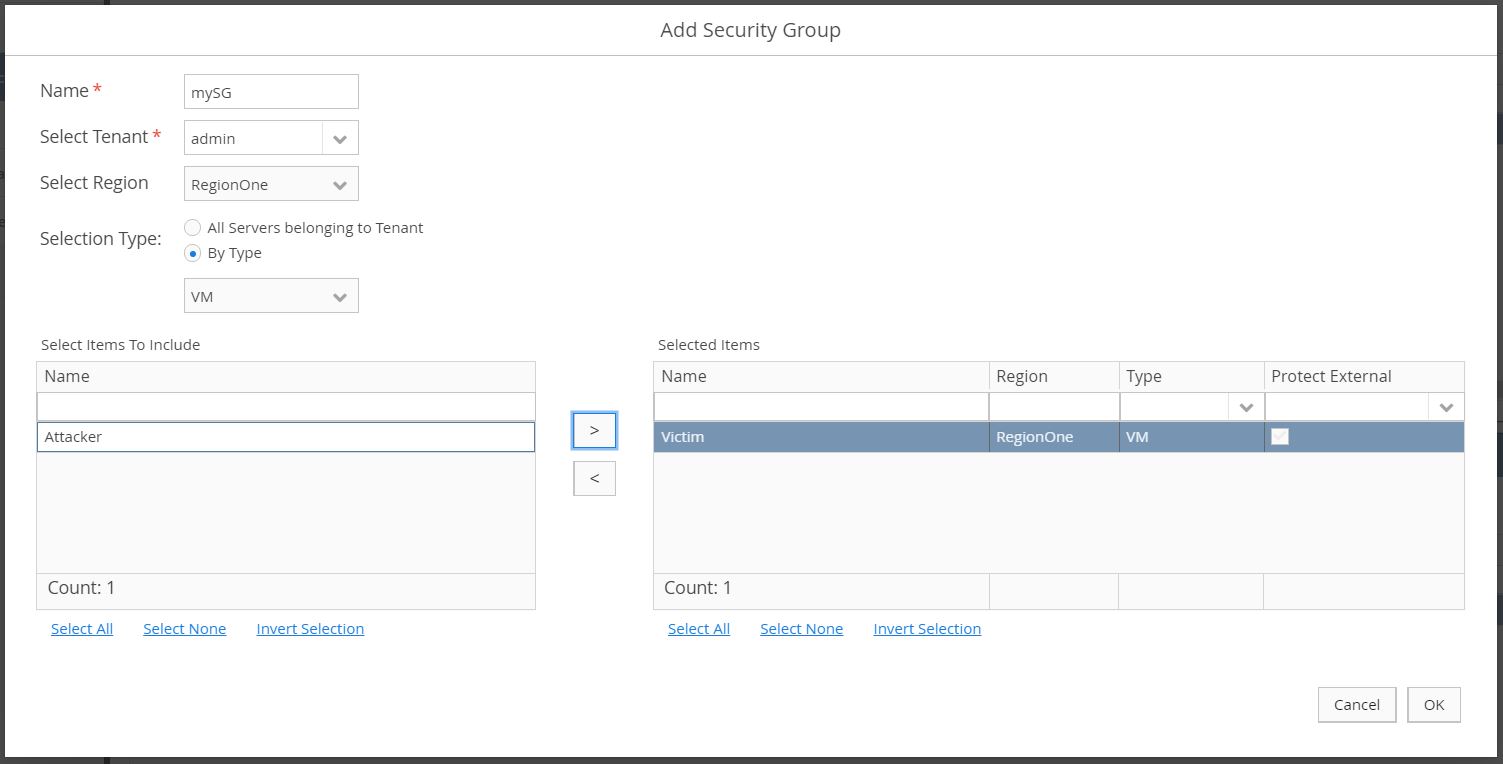 Add Security Group
Name *
mySG
Select Tenant *
admin
Select Region
RegionOne
Selection Type:
All Servers belonging to Tenant
By Type
VM
Select Items To Include
Name
Attacker
Count: 1
Select All Select None Invert Selection
>
<
Selected Items
Name Region Type Protect External
Victim RegionOne VM
Count: 1
Select All Select None Invert Selection
Cancel OK